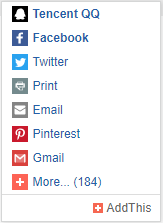 Tencent QQ
Facebook
Twitter
Print
Email
Pinterest
Gmail
More... (184)
AddThis